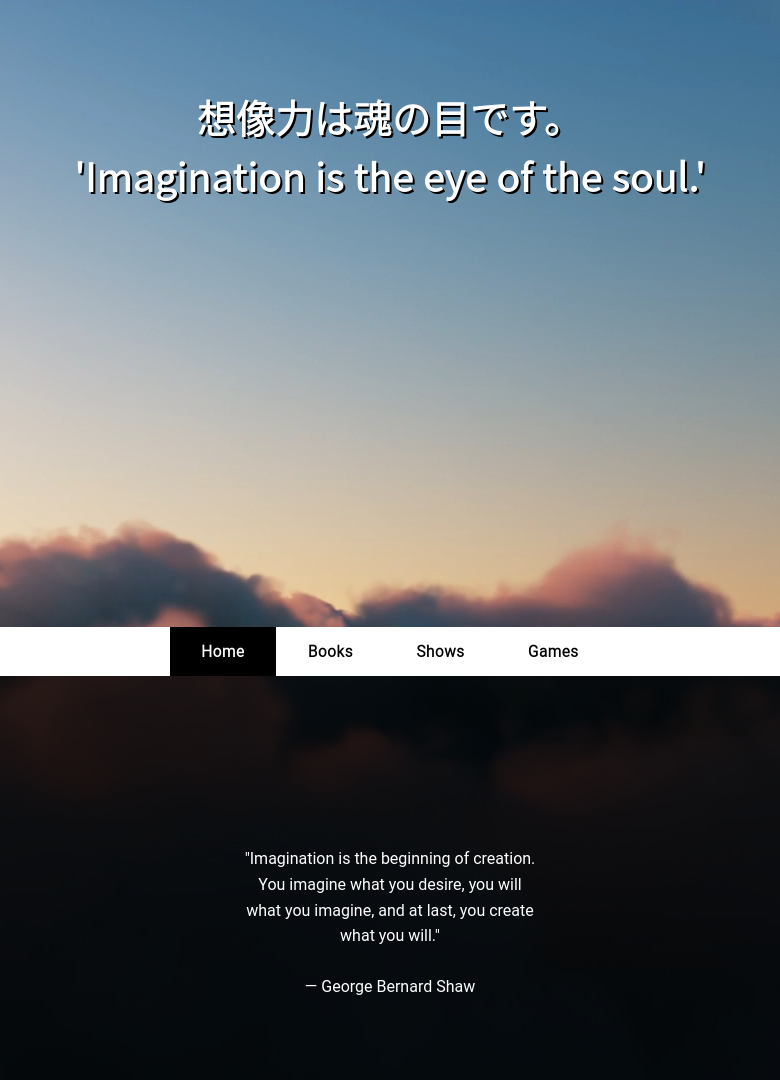 想像力は魂の目です。
'Imagination is the eye of the soul.'
Home Books Shows Games
"Imagination is the beginning of creation.
You imagine what you desire, you will
what you imagine, and at last, you create
what you will."
— George Bernard Shaw